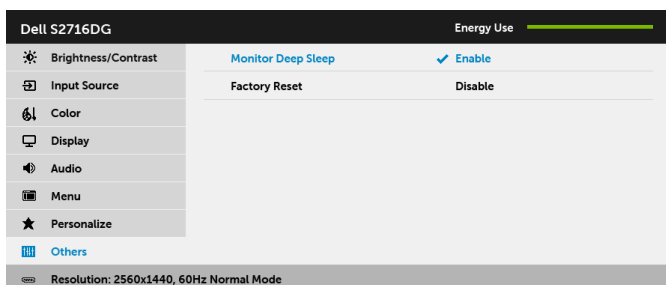 Dell S2716DG Energy Use
Brightness/Contrast Monitor Deep Sleep Enable
Input Source Factory Reset Disable
Color
Display
Audio
Menu
Personalize
Others
Resolution: 2560x1440, 60Hz Normal Mode